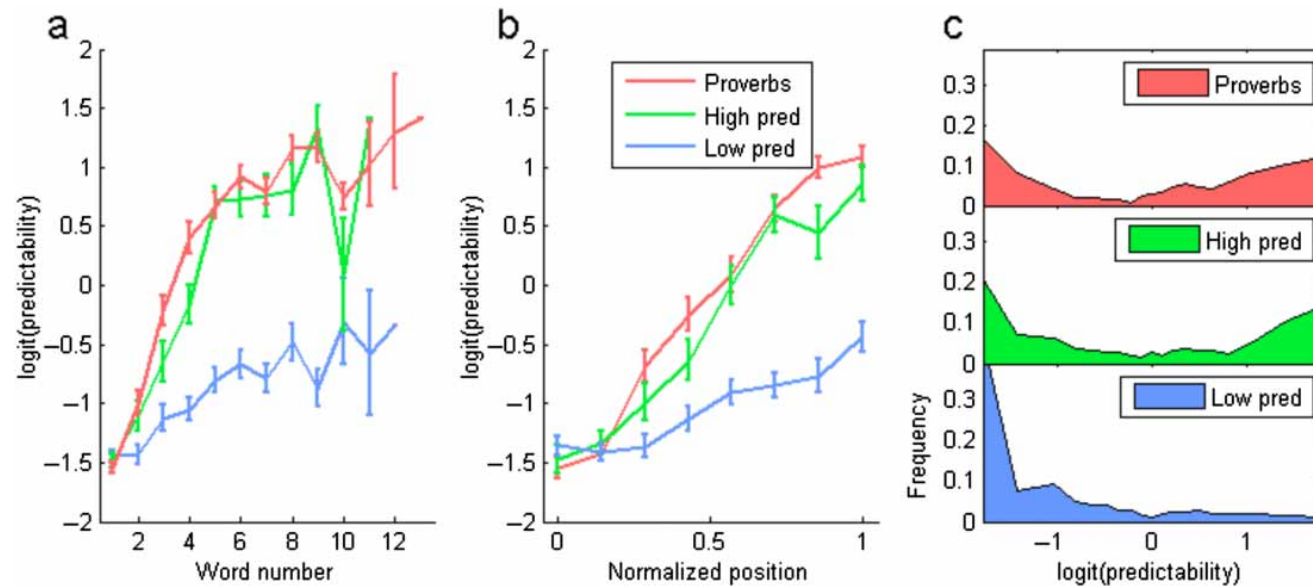 a
2
1.5
1
0.5
0
−0.5
−1
−1.5
−2
logit(predictability)
2 4 6 8 10 12
Word number
b
2
1.5
1
0.5
0
−0.5
−1
−1.5
−2
logit(predictability)
Proverbs
High pred
Low pred
0 0.5 1
Normalized position
c
0.3
0.2
0.1
0
Proverbs
0.3
0.2
0.1
0
High pred
0.3
0.2
0.1
0
Frequency
Low pred
−1 0 1
logit(predictability)